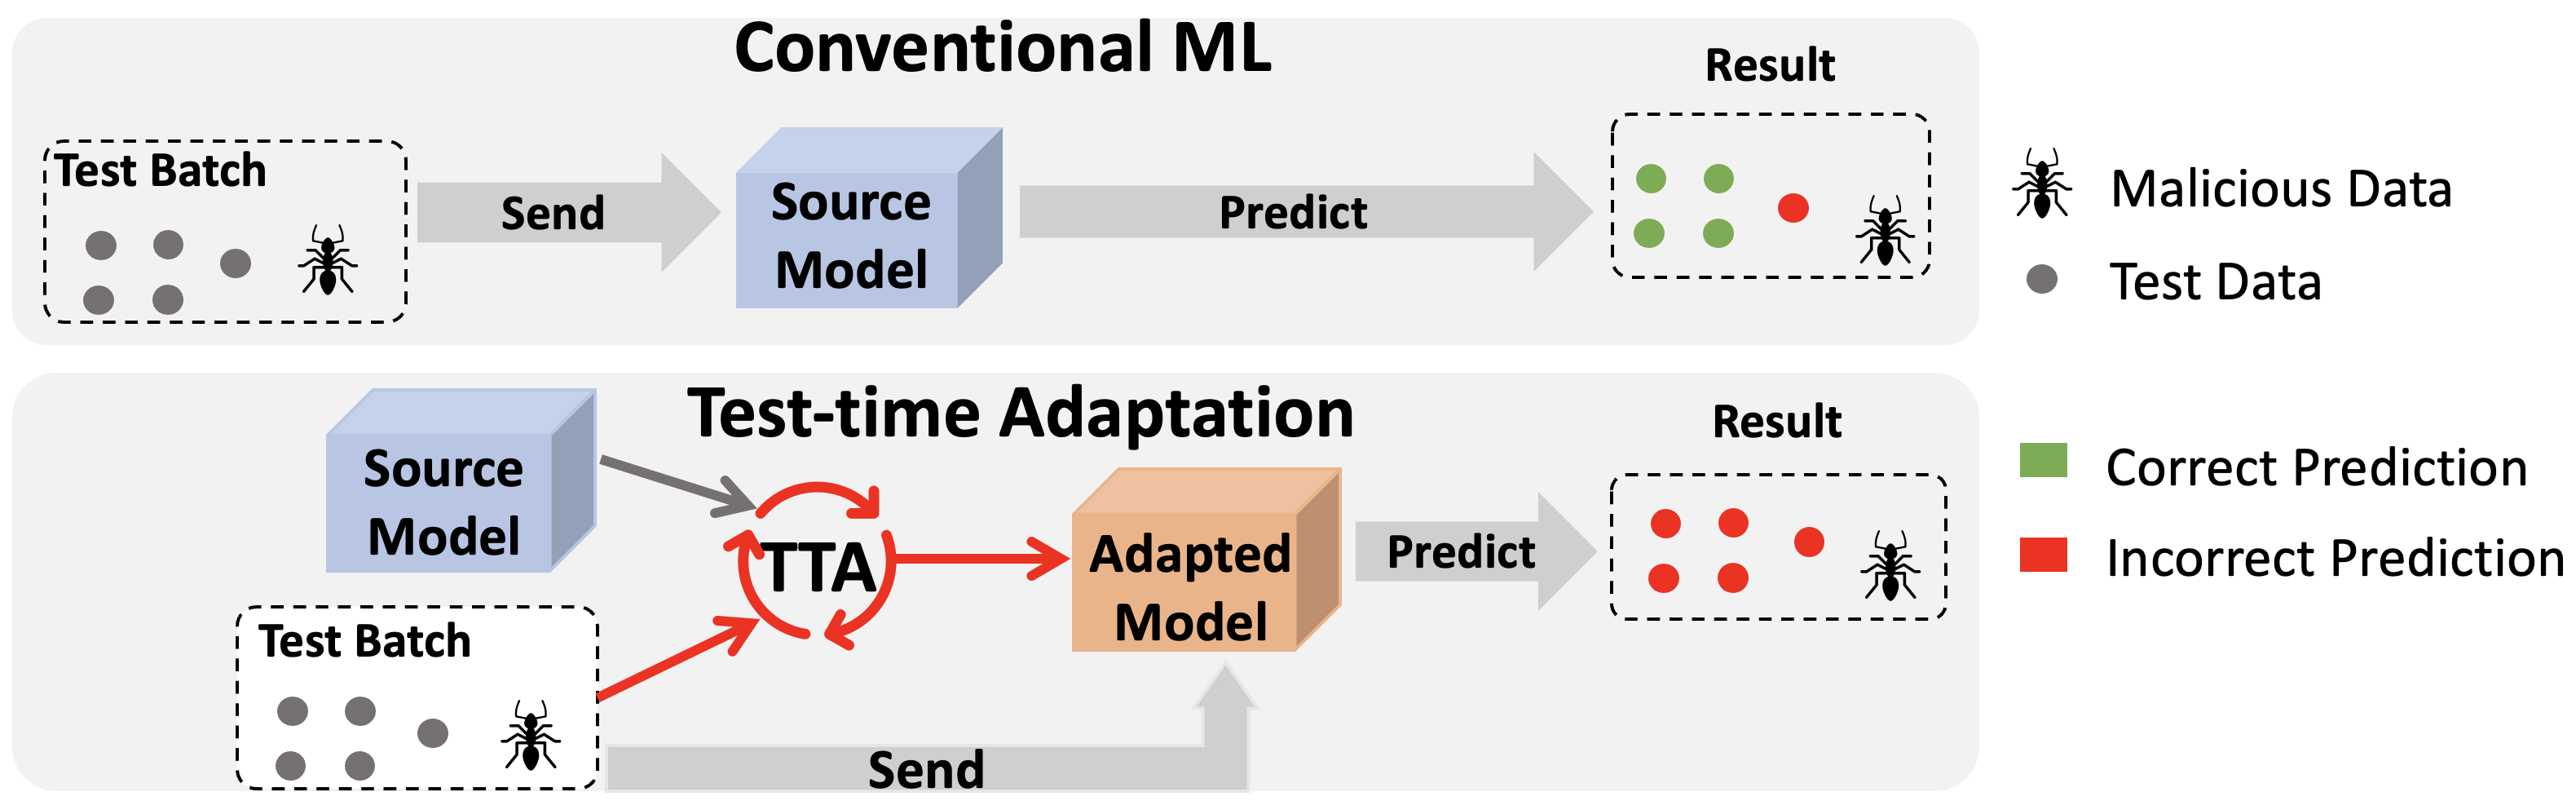 Conventional ML
Result
Test Batch
Send
Source
Model
Predict
Malicious Data
Test Data
Test-time Adaptation
Result
Source
Model
TTA
Adapted
Model
Predict
Test Batch
Send
Correct Prediction
Incorrect Prediction